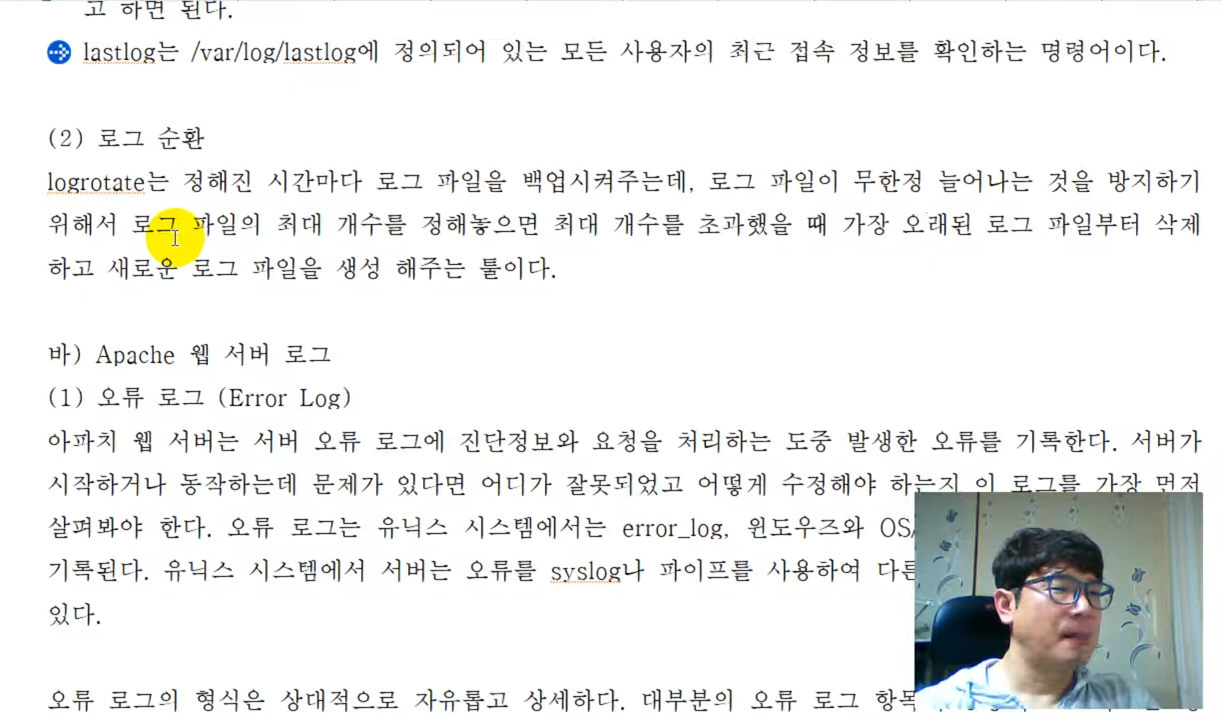 고 하면 된다.
lastlog는 /var/log/lastlog에 정의되어 있는 모든 사용자의 최근 접속 정보를 확인하는 명령어이다.
(2) 로그 순환
logrotate는 정해진 시간마다 로그 파일을 백업시켜주는데, 로그 파일이 무한정 늘어나는 것을 방지하기
위해서 로그 파일의 최대 개수를 정해놓으면 최대 개수를 초과했을 때 가장 오래된 로그 파일부터 삭제
하고 새로운 로그 파일을 생성 해주는 툴이다.
바) Apache 웹 서버 로그
(1) 오류 로그 (Error Log)
아파치 웹 서버는 서버 오류 로그에 진단정보와 요청을 처리하는 도중 발생한 오류를 기록한다. 서버가
시작하거나 동작하는데 문제가 있다면 어디가 잘못되었고 어떻게 수정해야 하는지 이 로그를 가장 먼저
살펴봐야 한다. 오류 로그는 유닉스 시스템에서는 error_log, 윈도우즈와 OS/
기록된다. 유닉스 시스템에서 서버는 오류를 syslog나 파이프를 사용하여 다른
있다.
오류 로그의 형식은 상대적으로 자유롭고 상세하다. 대부분의 오류 로그 항목